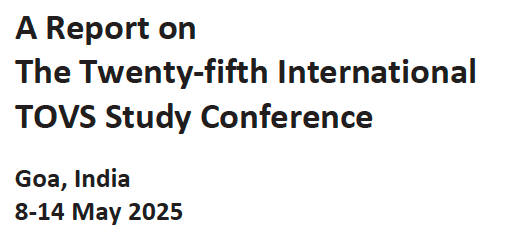 A Report on
The Twenty-fifth International
TOVS Study Conference
Goa, India
8-14 May 2025